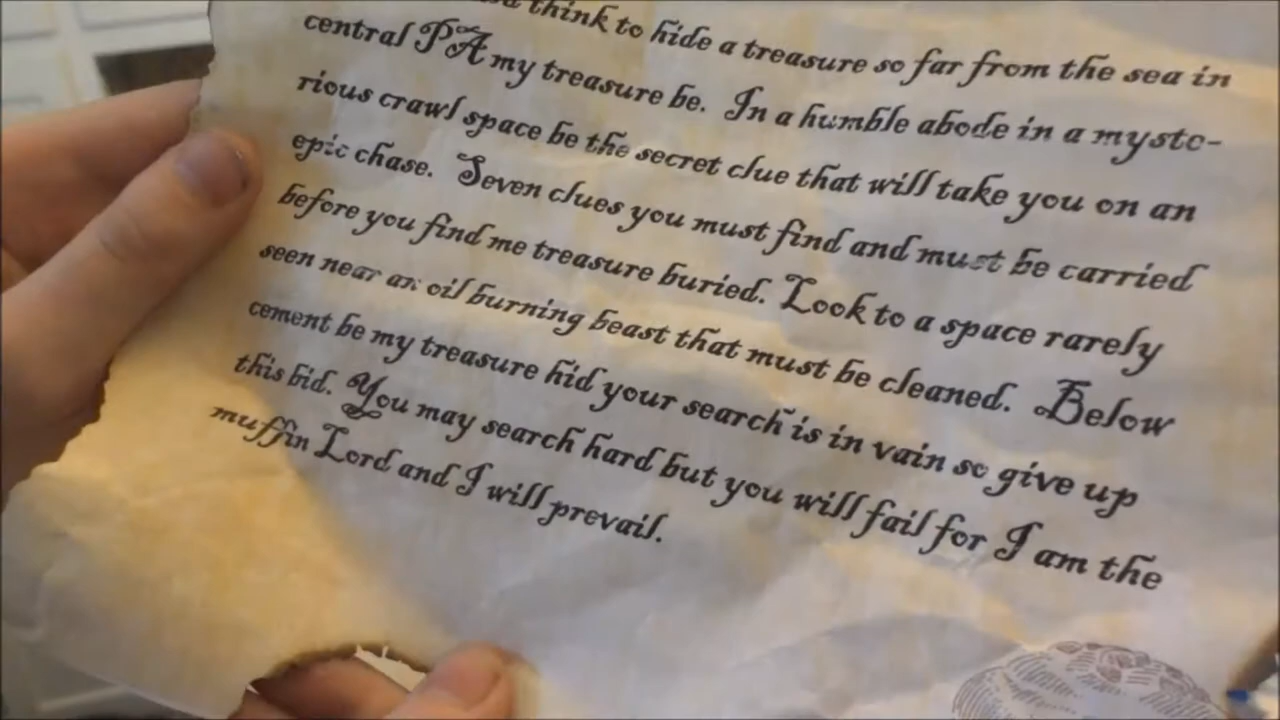 think to hide a treasure so far from the sea in
central PA my treasure be. In a humble abode in a myste-
rious crawl space be the secret clue that will take you on an
epic chase. Seven clues you must find and must be carried
before you find me treasure buried. Look to a space rarely
seen near an oil burning beast that must be cleaned. Below
cement be my treasure hid your search is in vain so give up
this bid. You may search hard but you will fail for I am the
muffin Lord and I will prevail.